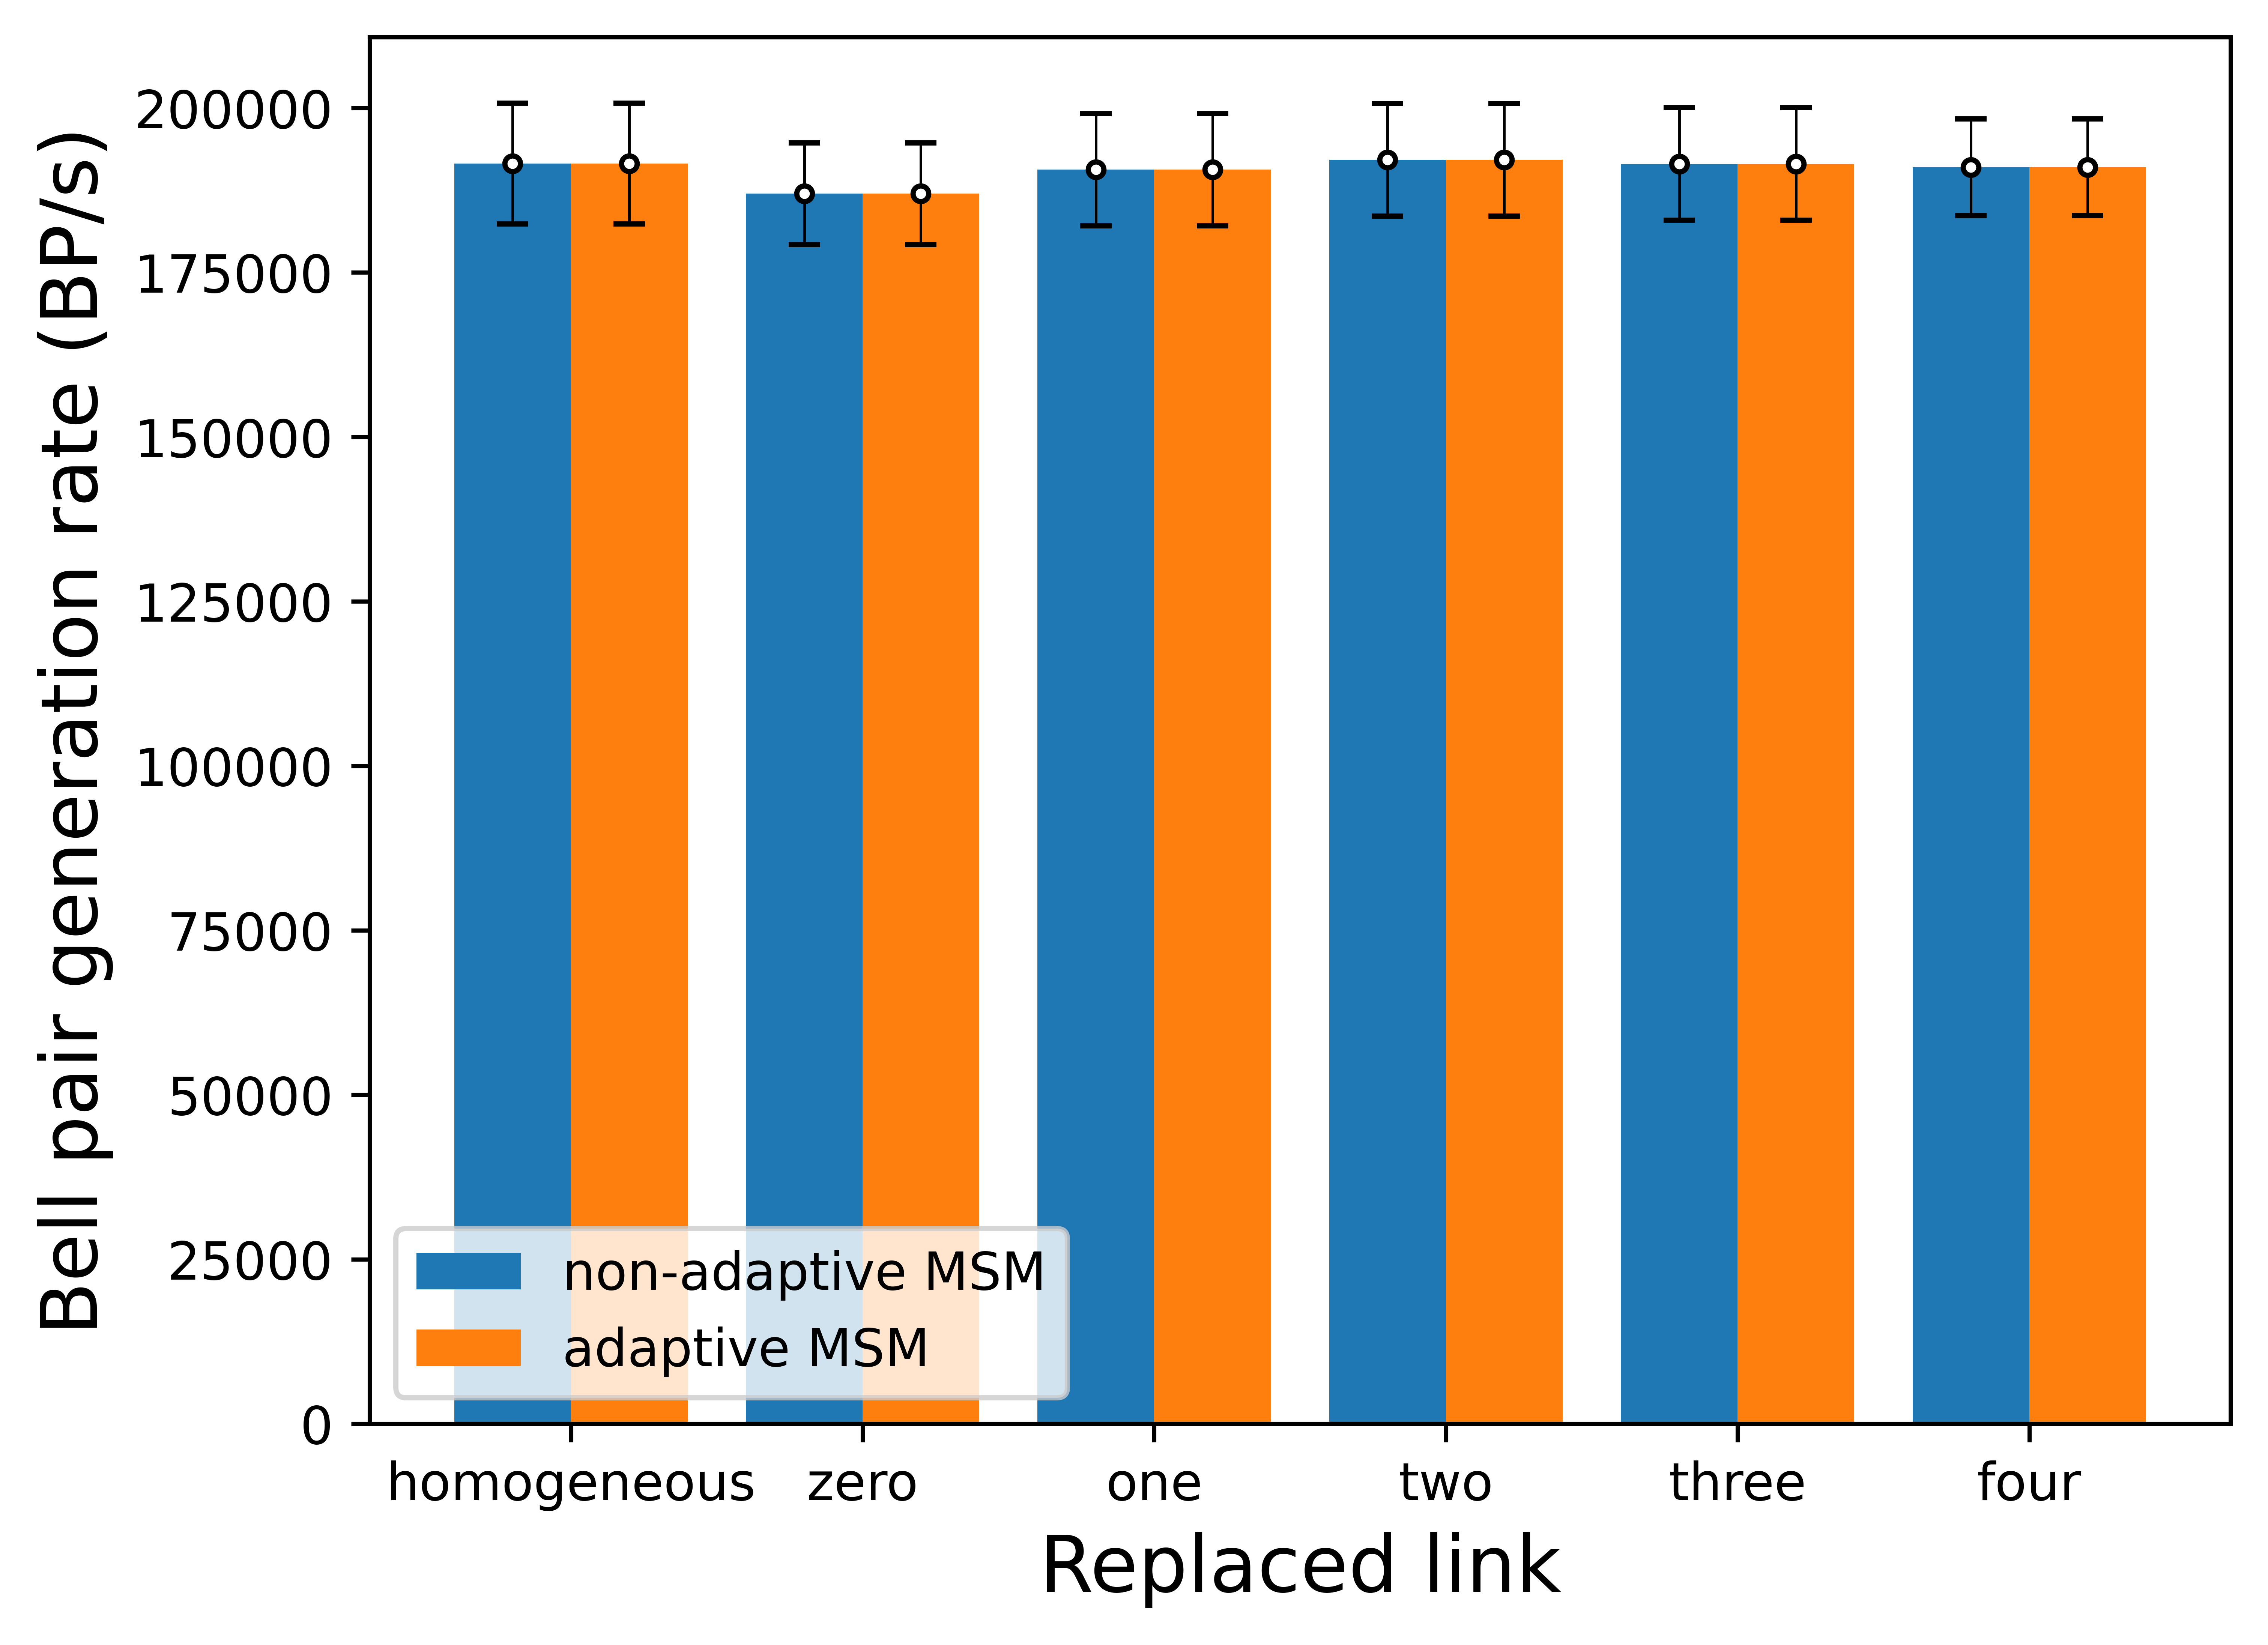 Bell pair generation rate (BP/s)
200000
175000
150000
125000
100000
75000
50000
25000
0
non-adaptive MSM
adaptive MSM
homogeneous zero one two three four
Replaced link